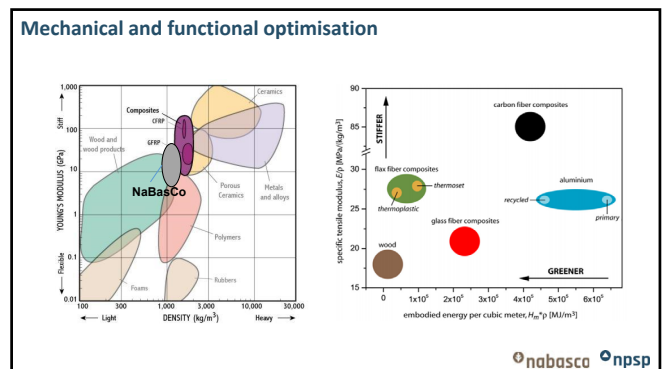 Mechanical and functional optimisation
1,000
100
10
1
0.1
0.01
Stiff
YOUNG'S MODULUS (GPa)
Flexible
Ceramics
Composites
CFRP
GFRP
Wood and
wood products
NaBasCo
Porous
Ceramics
Metals
and alloys
Polymers
Foams
Rubbers
100
300
1,000
3,000
10,000
30,000
Light
DENSITY (kg/m³)
Heavy
90
85
30
25
20
15
specific tensile modulus, E/ρ [MPa/kg/m³]
STIFFER
carbon fiber composites
flax fiber composites
thermoset
thermoplastic
aluminium
recycled
primary
glass fiber composites
wood
GREENER
0
1x10⁵
2x10⁵
3x10⁵
4x10⁵
5x10⁵
6x10⁵
embodied energy per cubic meter, Hₘ*ρ [MJ/m³]
nabasco
npsp